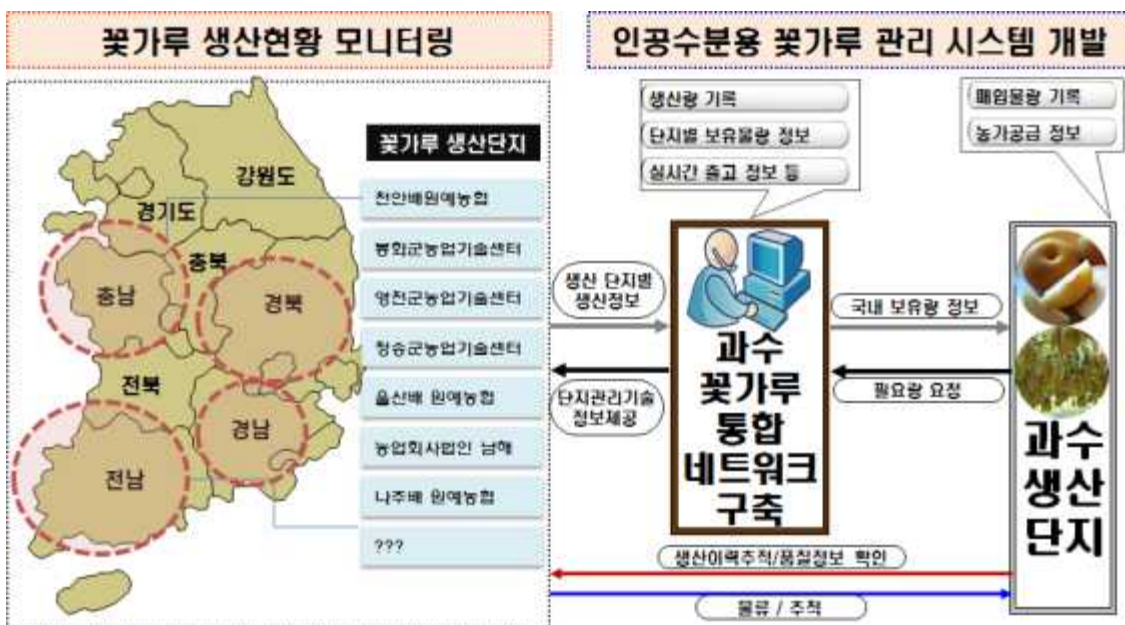 꽃가루 생산현황 모니터링
인공수분용 꽃가루 관리 시스템 개발
강원도
경기도
충북
충남
경북
전북
경남
전남
꽃가루 생산단지
천안배원예농협
봉화군농업기술센터
영천군농업기술센터
청송군농업기술센터
울산배 원예농협
농업회사법인 남해
나주배 원예농협
???
생산량 기록
단지별 보유물량 정보
실시간 출고 정보 등
매입물량 기록
농가공급 정보
생산 단지별
생산정보
단지관리기술
정보제공
과수
꽃가루
통합
네트워크
구축
국내 보유량 정보
필요량 요청
과수
생산
단지
생산이력추적/품질정보 확인
물류 / 추적